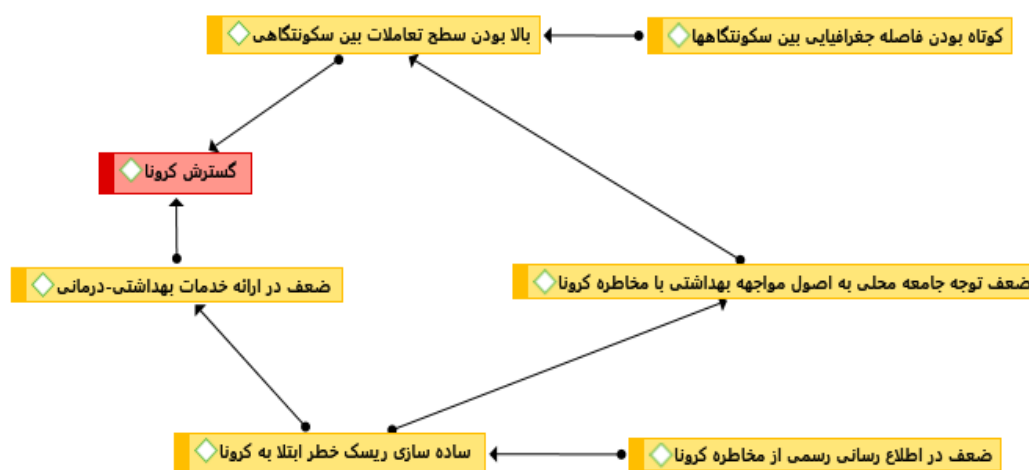 کوتاه بودن فاصله جغرافیایی بین سکونتگاهها
بالا بودن سطح تعاملات بین سکونتگاهی
گسترش کرونا
ضعف توجه جامعه محلی به اصول مواجهه بهداشتی با مخاطره کرونا
ضعف در ارائه خدمات بهداشتی-درمانی
ضعف در اطلاع رسانی رسمی از مخاطره کرونا
ساده سازی ریسک خطر ابتلا به کرونا